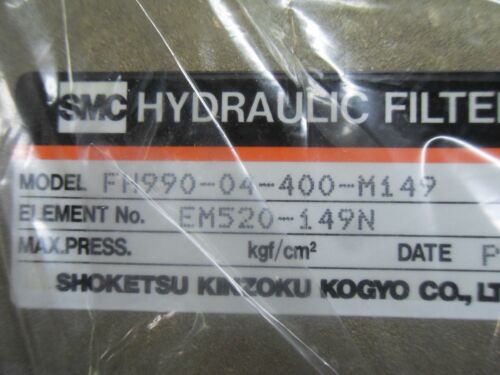 SMC HYDRAULIC FILTE
MODEL FH990-04-400-M149
ELEMENT No. EM520-149N
MAX.PRESS. kgf/cm² DATE
SHOKETSU KINZOKU KOGYO CO., LT